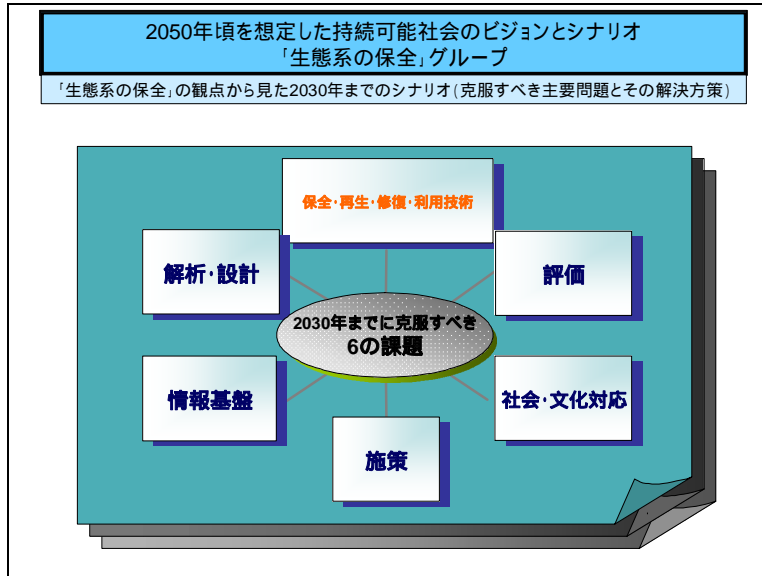 2050年頃を想定した持続可能社会のビジョンとシナリオ
「生態系の保全」グループ
「生態系の保全」の観点から見た2030年までのシナリオ(克服すべき主要問題とその解決方策)
保全・再生・修復・利用技術
解析・設計
評価
2030年までに克服すべき
6の課題
情報基盤
社会・文化対応
施策